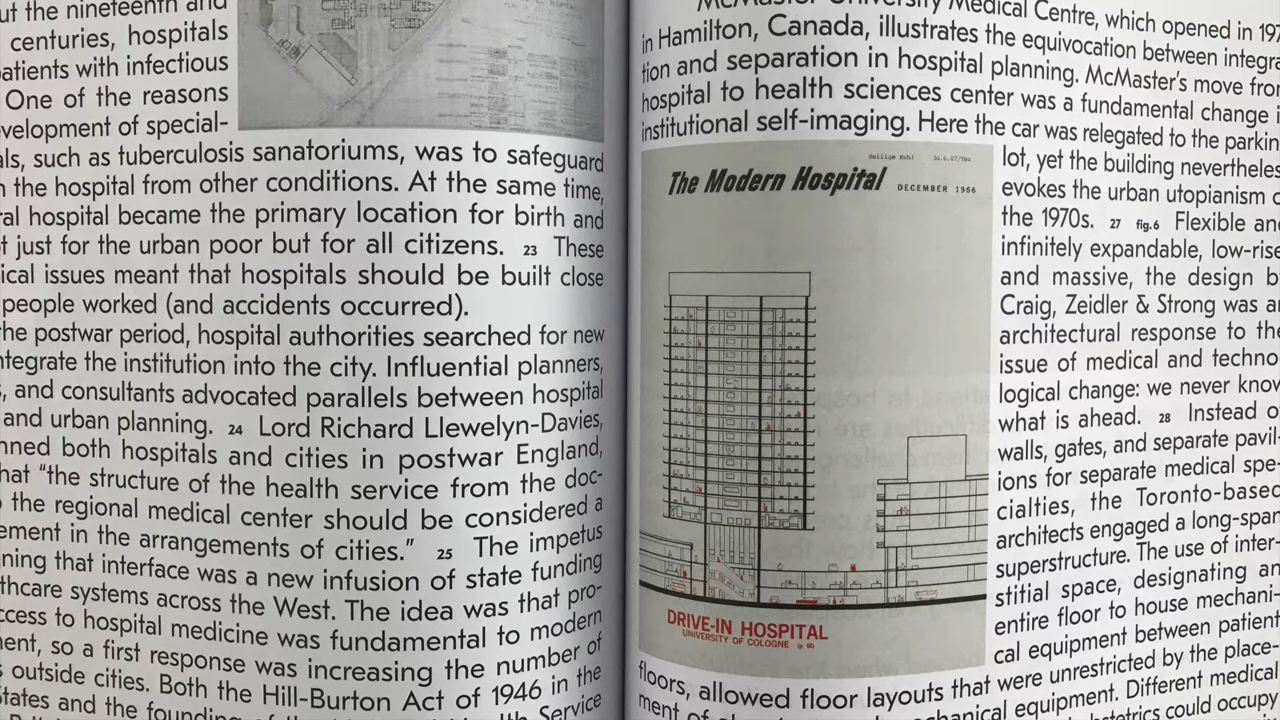 ut the nineteenth and
centuries, hospitals
atients with infectious
One of the reasons
velopment of special-
ls, such as tuberculosis sanatoriums, was to safeguard
the hospital from other conditions. At the same time,
ral hospital became the primary location for birth and
t just for the urban poor but for all citizens. 23 These
ical issues meant that hospitals should be built close
people worked (and accidents occurred).
he postwar period, hospital authorities searched for new
ntegrate the institution into the city. Influential planners,
, and consultants advocated parallels between hospital
and urban planning. 24 Lord Richard Llewelyn-Davies,
nned both hospitals and cities in postwar England,
hat “the structure of the health service from the doc-
the regional medical center should be considered a
ement in the arrangements of cities.” 25 The impetus
ning that interface was a new infusion of state funding
thcare systems across the West. The idea was that pro-
ccess to hospital medicine was fundamental to modern
ment, so a first response was increasing the number of
outside cities. Both the Hill-Burton Act of 1946 in the
States and the founding of the Service
McMaster University Medical Centre, which opened in 197
in Hamilton, Canada, illustrates the equivocation between integra
tion and separation in hospital planning. McMaster’s move from
hospital to health sciences center was a fundamental change i
institutional self-imaging. Here the car was relegated to the parkin
lot, yet the building nevertheles
evokes the urban utopianism o
the 1970s. 27 fig.6 Flexible an
infinitely expandable, low-rise
and massive, the design b
Craig, Zeidler & Strong was a
architectural response to th
issue of medical and techno
logical change: we never know
what is ahead. 28 Instead o
walls, gates, and separate pavil
ions for separate medical spe
cialties, the Toronto-based
architects engaged a long-span
superstructure. The use of inter-
stitial space, designating an
entire floor to house mechani-
cal equipment between patient
floors, allowed floor layouts that were unrestricted by the place-
ment of mechanical equipment. Different medical
obstetrics could occupy
The Modern Hospital
DECEMBER 1966
DRIVE-IN HOSPITAL
UNIVERSITY OF COLOGNE